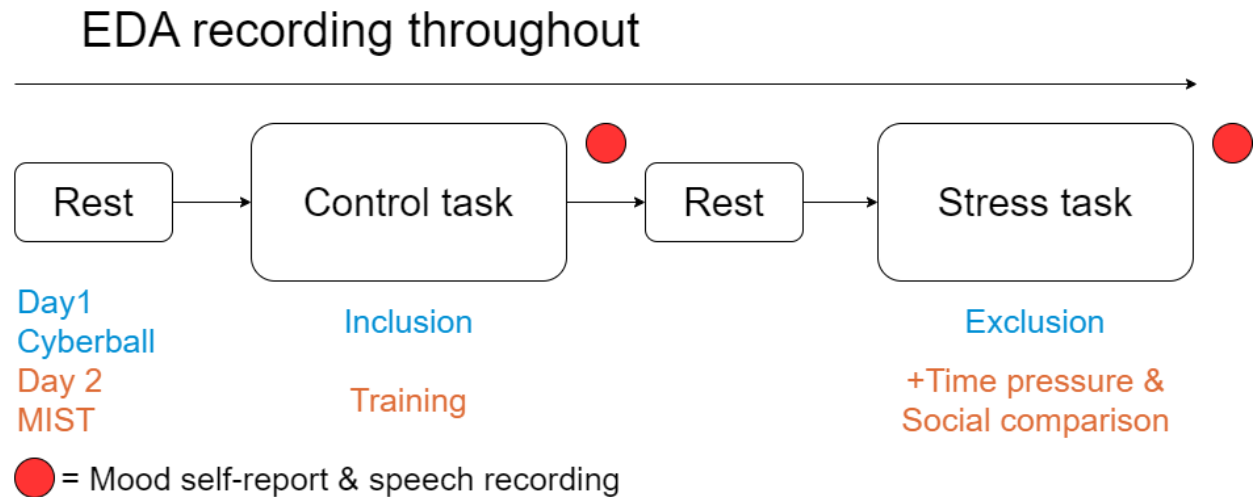 EDA recording throughout
Rest
Control task
Rest
Stress task
Day1
Cyberball
Day 2
MIST
Inclusion
Training
Exclusion
+Time pressure &
Social comparison
= Mood self-report & speech recording